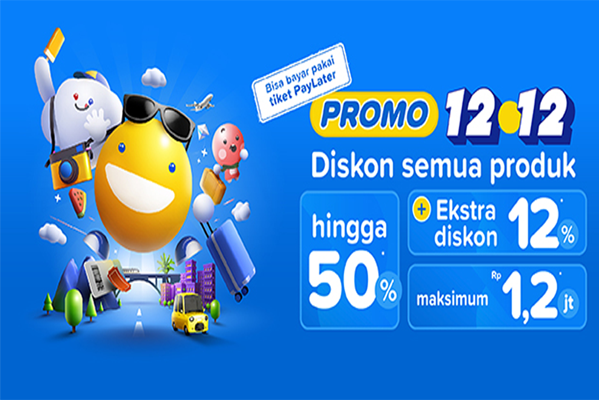 Bisa bayar pakai
tiket PayLater
PROMO 12•12
Diskon semua produk
hingga
50%*
+ Ekstra
diskon
12%*
maksimum Rp 1,2 jt*